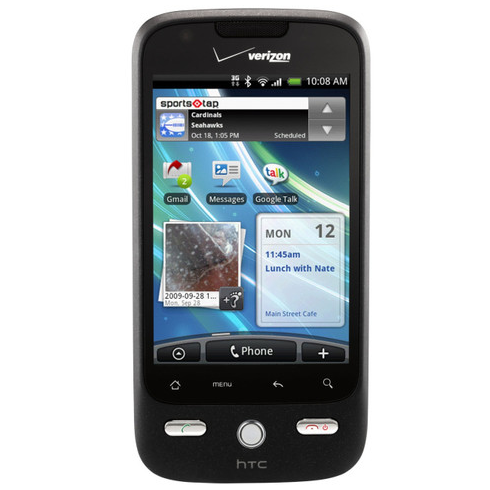 verizon
3G
10:08 AM
sports tap
Cardinals
Seahawks
Oct 18, 1:05 PM
Scheduled
2
talk
Gmail
Messages
Google Talk
MON 12
11:45am
Lunch with Nate
Main Street Cafe
2009-09-28 1...
Mon, Sep 28
Phone
MENU
hTC